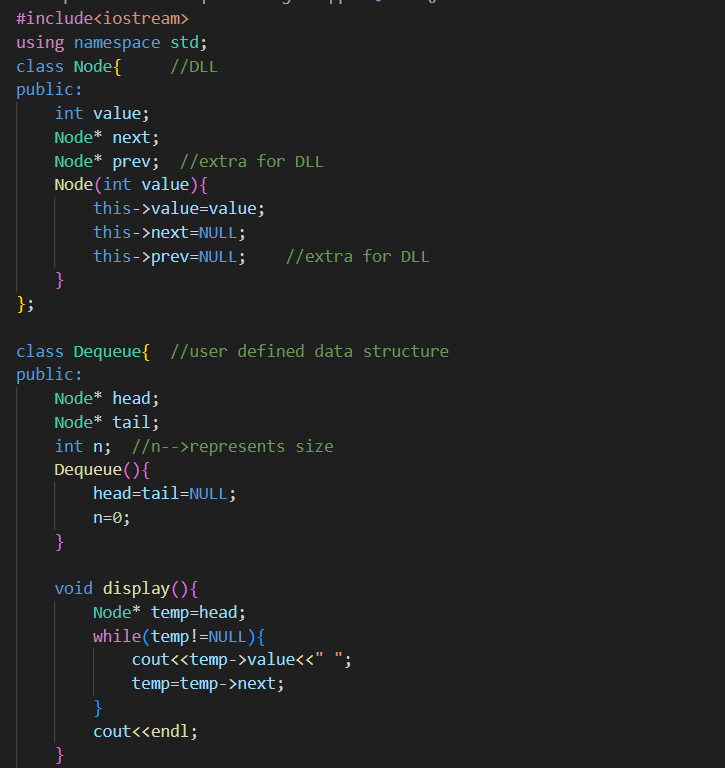 #include<iostream>
using namespace std;
class Node{     //DLL
public:
    int value;
    Node* next;
    Node* prev;  //extra for DLL
    Node(int value){
        this->value=value;
        this->next=NULL;
        this->prev=NULL;    //extra for DLL
    }
};

class Dequeue{  //user defined data structure
public:
    Node* head;
    Node* tail;
    int n;  //n-->represents size
    Dequeue(){
        head=tail=NULL;
        n=0;
    }

    void display(){
        Node* temp=head;
        while(temp!=NULL){
            cout<<temp->value<<" ";
            temp=temp->next;
        }
        cout<<endl;
    }